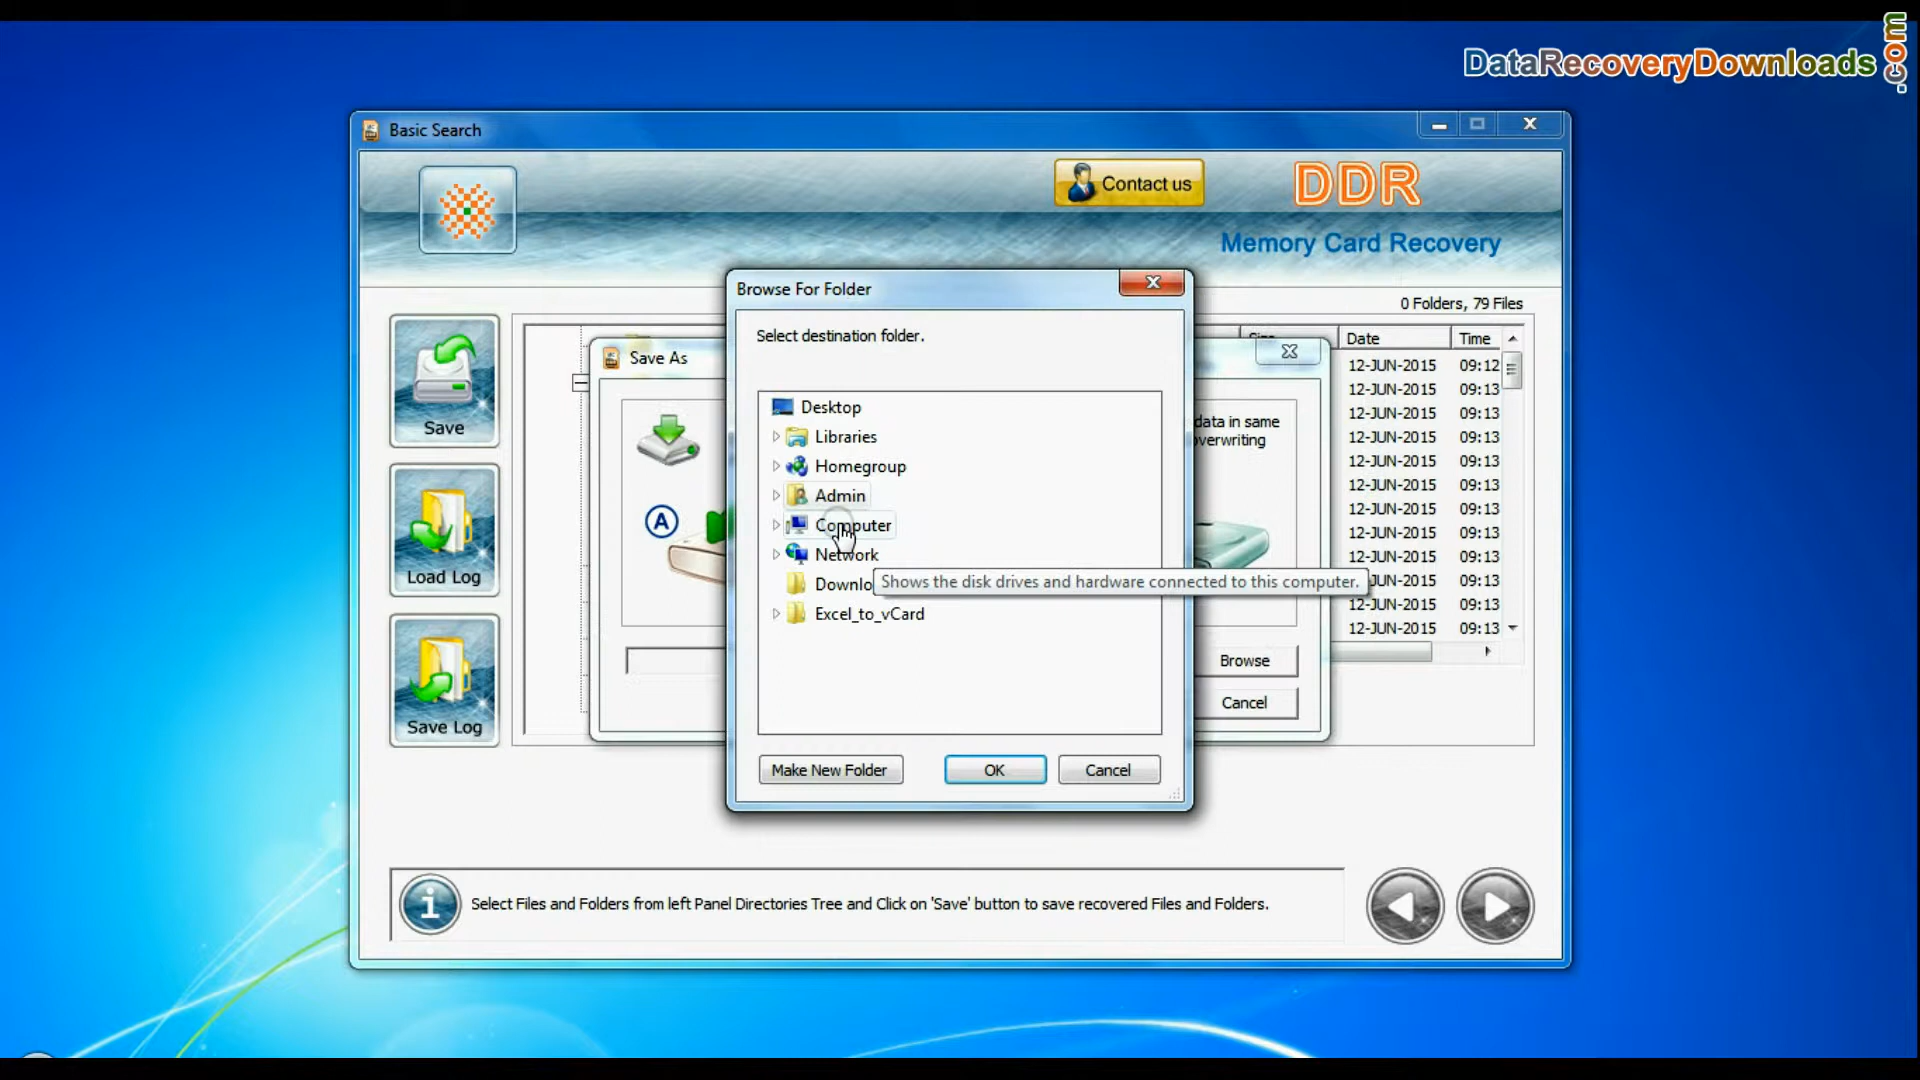 DataRecoveryDownloads.com
Basic Search
Contact us
DDR
Memory Card Recovery
Browse For Folder
0 Folders, 79 Files
Select destination folder.
Save As
Size
Date
Time
12-JUN-2015 09:12
12-JUN-2015 09:13
12-JUN-2015 09:13
12-JUN-2015 09:13
12-JUN-2015 09:13
12-JUN-2015 09:13
12-JUN-2015 09:13
12-JUN-2015 09:13
12-JUN-2015 09:13
12-JUN-2015 09:13
12-JUN-2015 09:13
12-JUN-2015 09:13
Save
Load Log
Save Log
data in same
verwriting
A
Desktop
Libraries
Homegroup
Admin
Computer
Network
Downlo
Excel_to_vCard
Shows the disk drives and hardware connected to this computer.
Browse
Cancel
Make New Folder
OK
Cancel
Select Files and Folders from left Panel Directories Tree and Click on 'Save' button to save recovered Files and Folders.